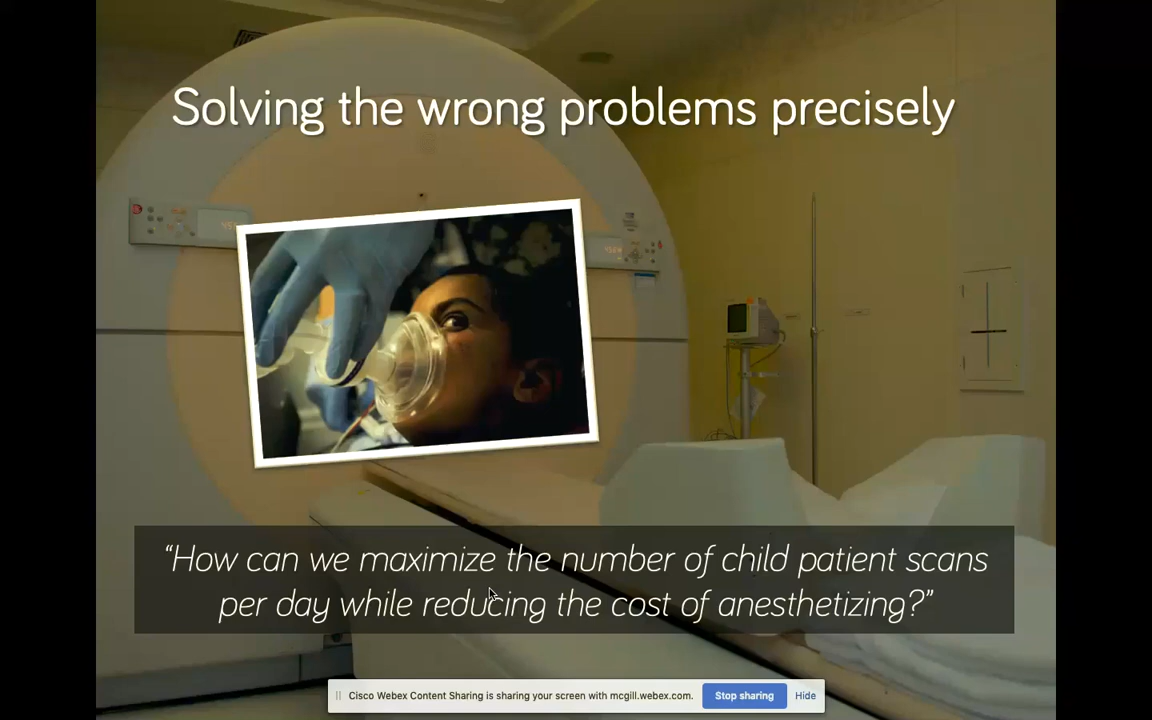 Solving the wrong problems precisely
“How can we maximize the number of child patient scans
per day while reducing the cost of anesthetizing?”
Cisco Webex Content Sharing is sharing your screen with mcgill.webex.com.
Stop sharing
Hide